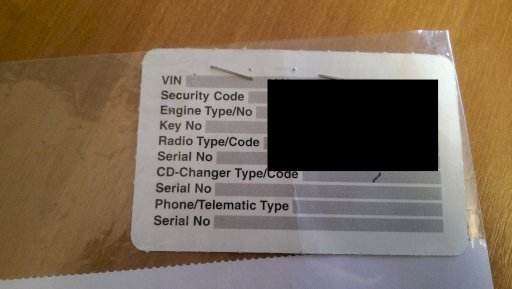 VIN
Security Code
Engine Type/No
Key No
Radio Type/Code
Serial No
CD-Changer Type/Code
Serial No
Phone/Telematic Type
Serial No